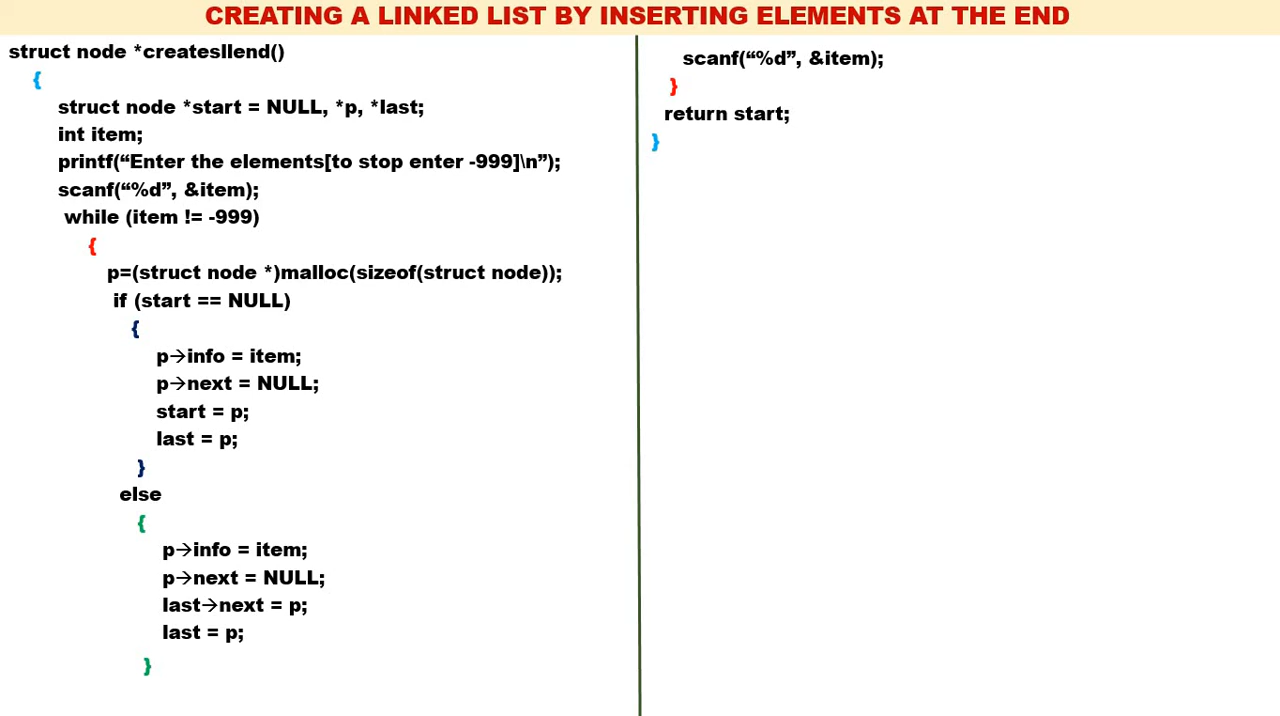 CREATING A LINKED LIST BY INSERTING ELEMENTS AT THE END
struct node *createsllend()
{
struct node *start = NULL, *p, *last;
int item;
printf(“Enter the elements[to stop enter -999]\n”);
scanf(“%d”, &item);
while (item != -999)
{
p=(struct node *)malloc(sizeof(struct node));
if (start == NULL)
{
p→info = item;
p→next = NULL;
start = p;
last = p;
}
else
{
p→info = item;
p→next = NULL;
last→next = p;
last = p;
}
scanf(“%d”, &item);
}
return start;
}